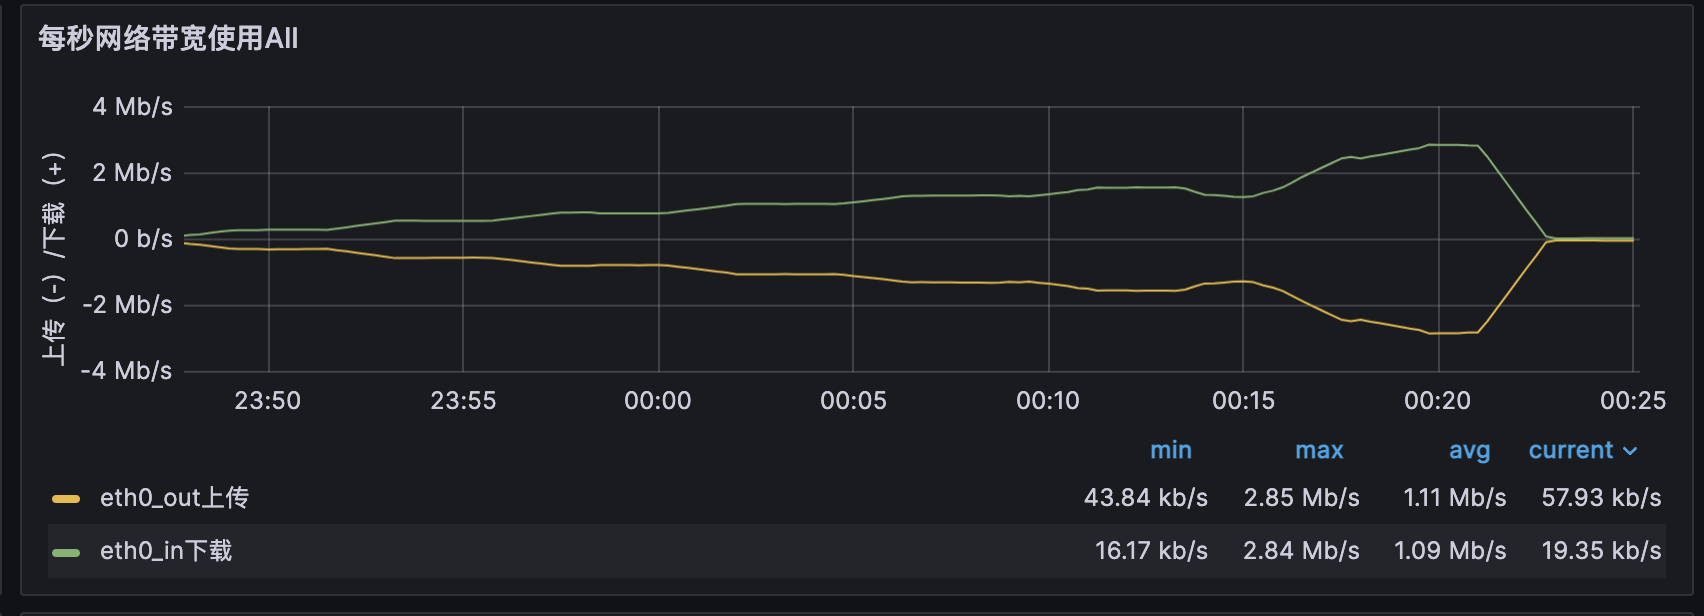 每秒网络带宽使用All
上传（-）/下载（+）
4 Mb/s
2 Mb/s
0 b/s
-2 Mb/s
-4 Mb/s
23:50 23:55 00:00 00:05 00:10 00:15 00:20 00:25
min max avg current
eth0_out上传 43.84 kb/s 2.85 Mb/s 1.11 Mb/s 57.93 kb/s
eth0_in下载 16.17 kb/s 2.84 Mb/s 1.09 Mb/s 19.35 kb/s